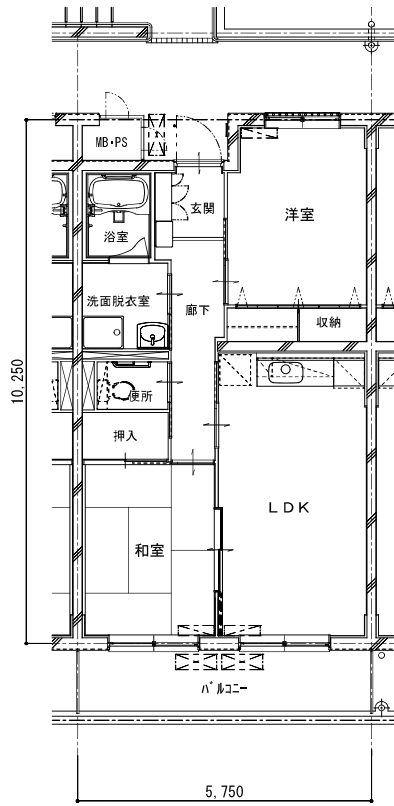 MB・PS
玄関
洋室
浴室
洗面脱衣室
廊下
収納
便所
押入
10,250
LDK
和室
バルコニー
5,750